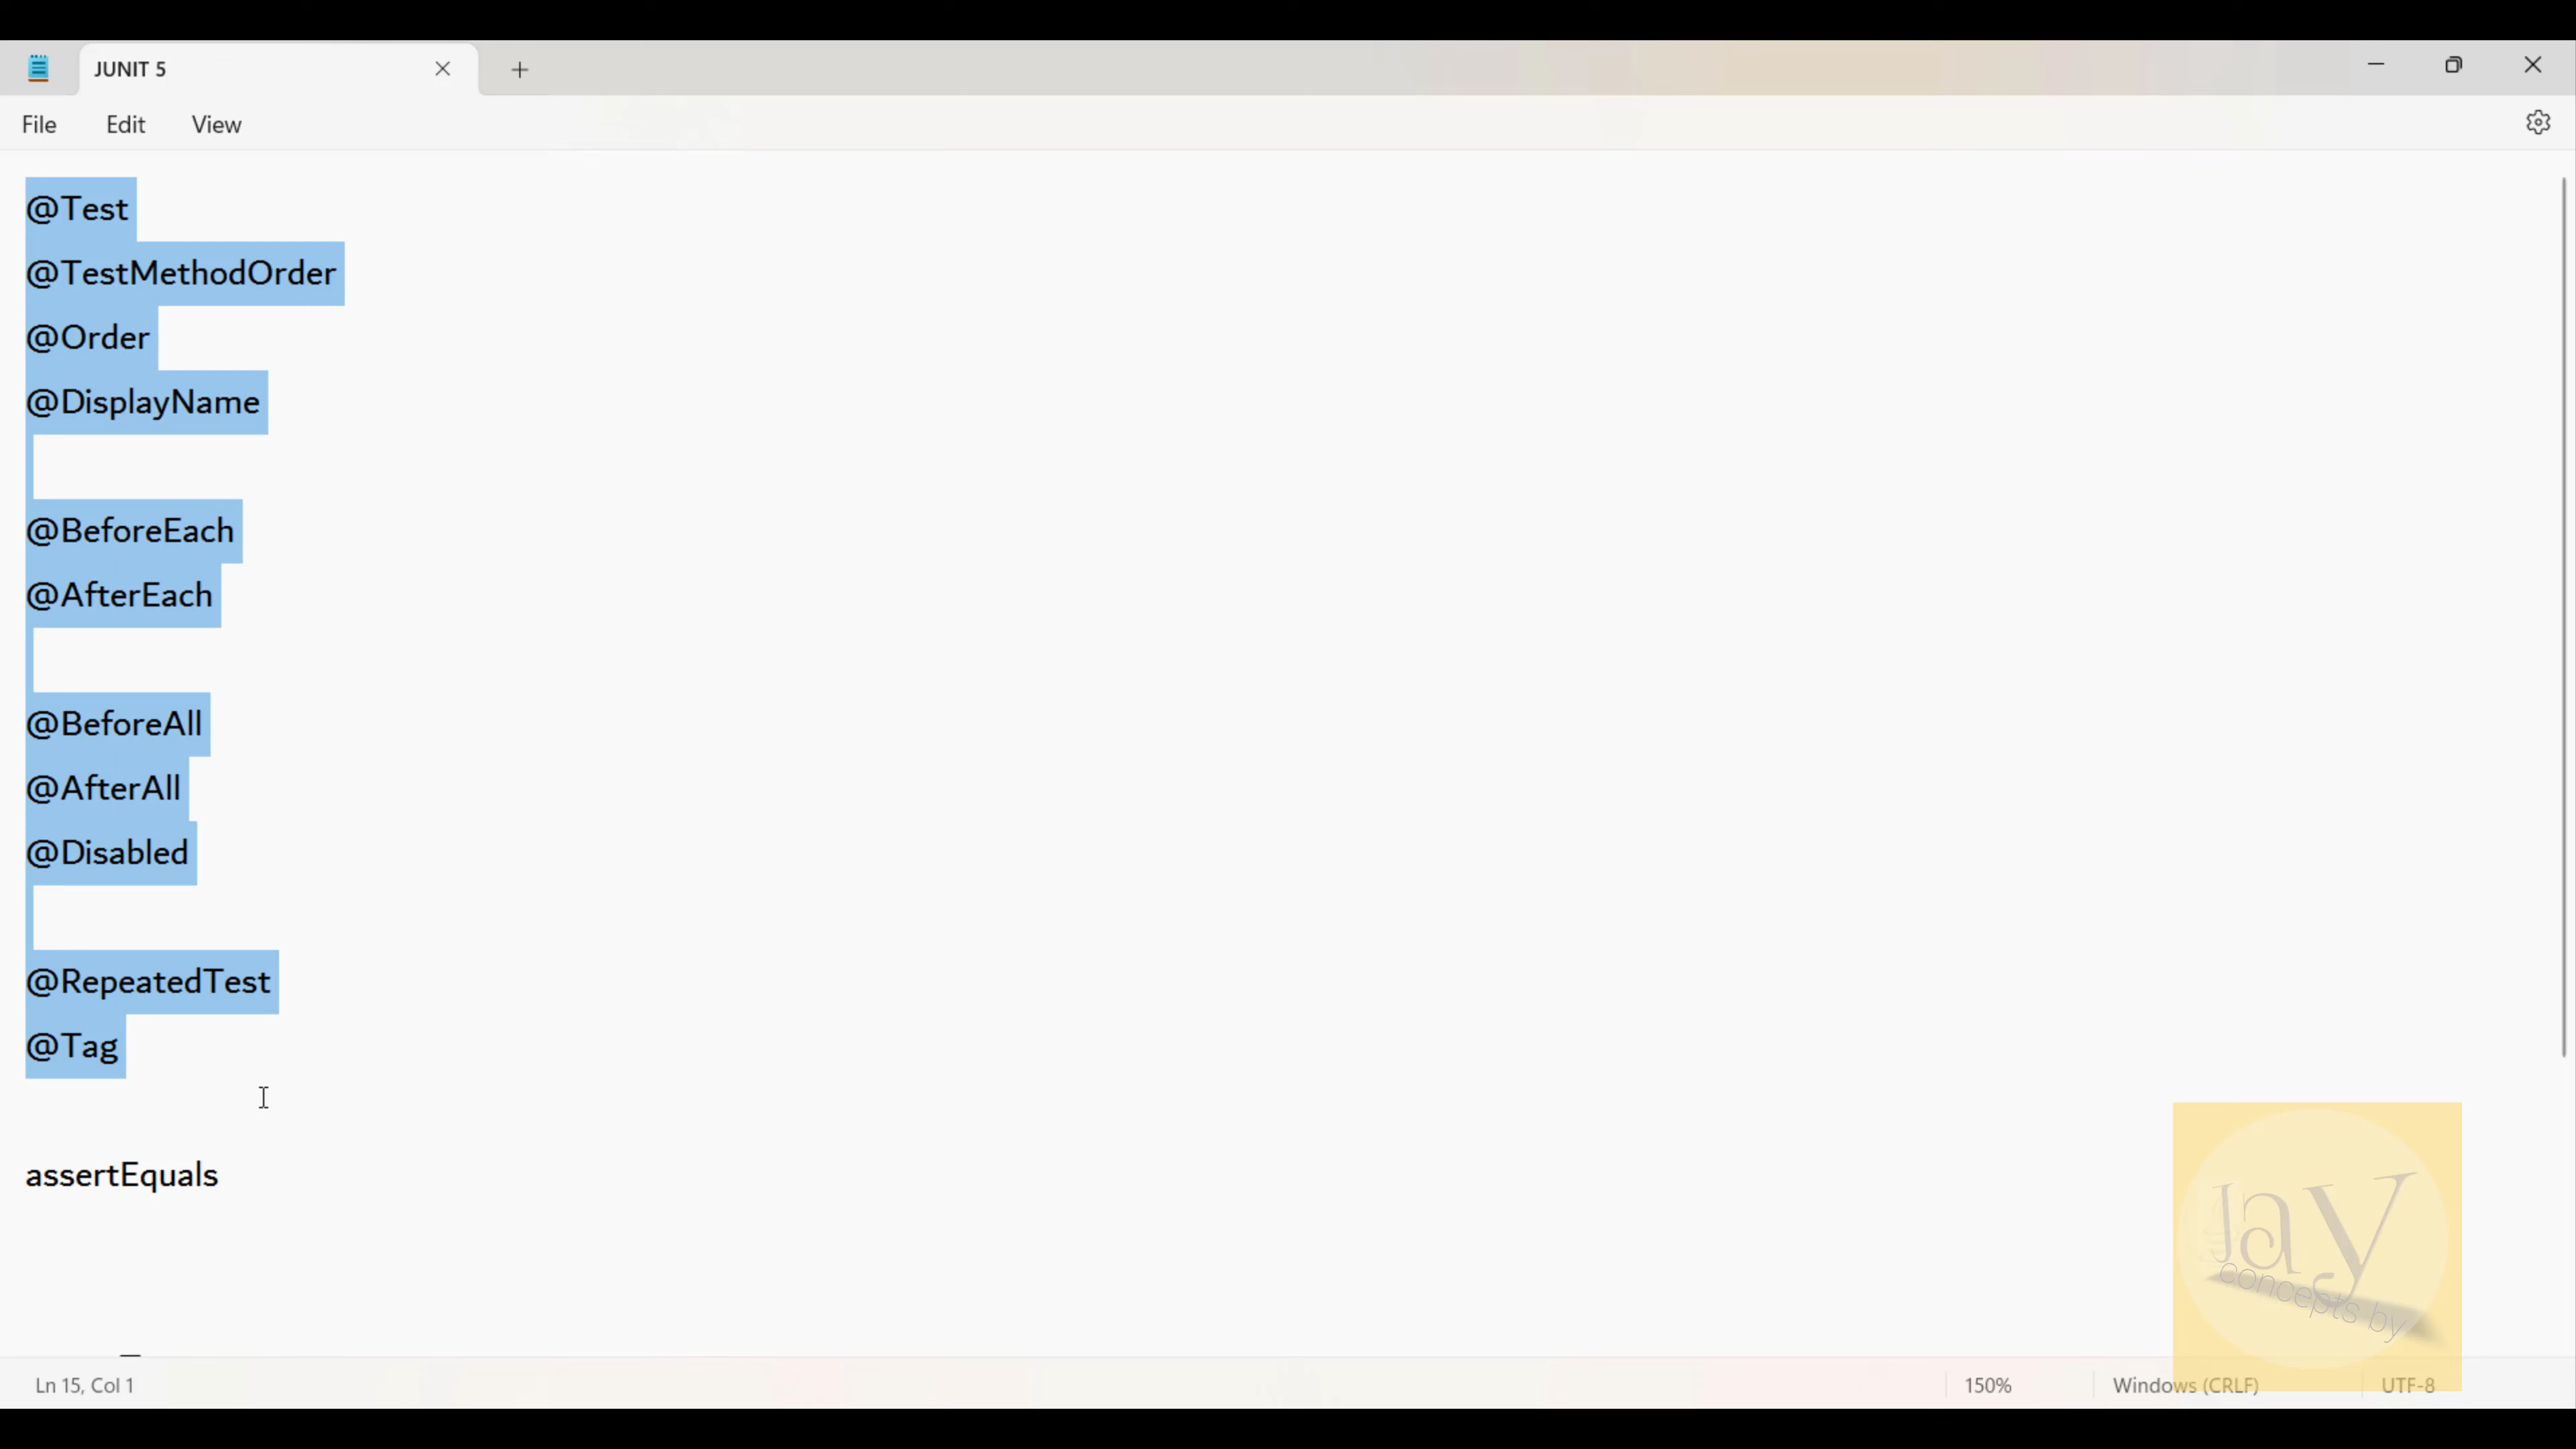 JUNIT 5
File Edit View
@Test
@TestMethodOrder
@Order
@DisplayName
@BeforeEach
@AfterEach
@BeforeAll
@AfterAll
@Disabled
@RepeatedTest
@Tag
assertEquals
Jay
concepts by
Ln 15, Col 1 150% Windows (CRLF) UTF-8